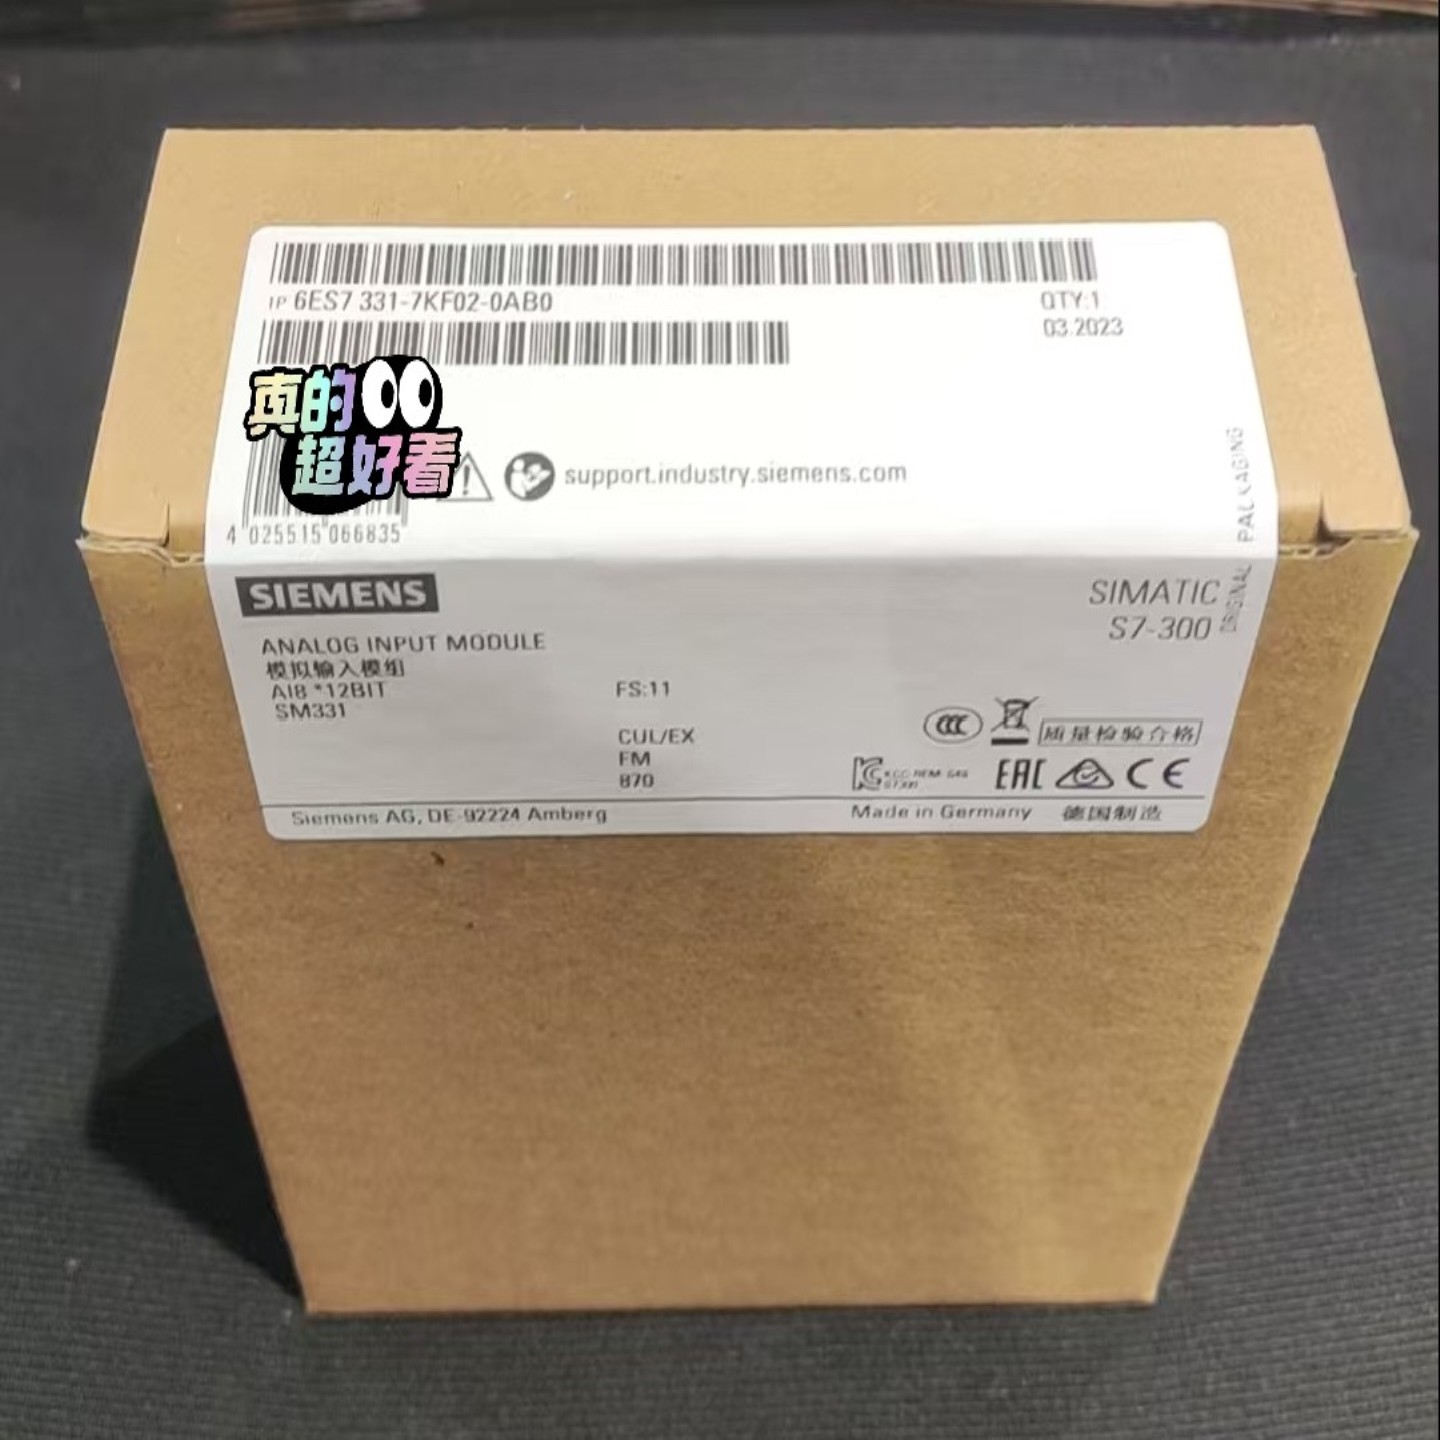 1P 6ES7 331-7KF02-0AB0
QTY:1
03.2023
真的
超好看
support.industry.siemens.com
4 025515 066835
ORIGINAL PACKAGING
SIEMENS
SIMATIC
S7-300
ANALOG INPUT MODULE
模拟输入模组
AI8 *12BIT
SM331
FS:11
CUL/EX
FM
870
CCC
质量检验合格
EAC
CE
Siemens AG, DE-92224 Amberg
Made in Germany 德国制造